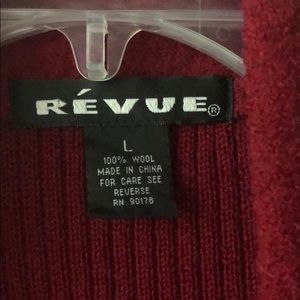 RÉVUE®
L
100% WOOL
MADE IN CHINA
FOR CARE SEE
REVERSE
RN 90178